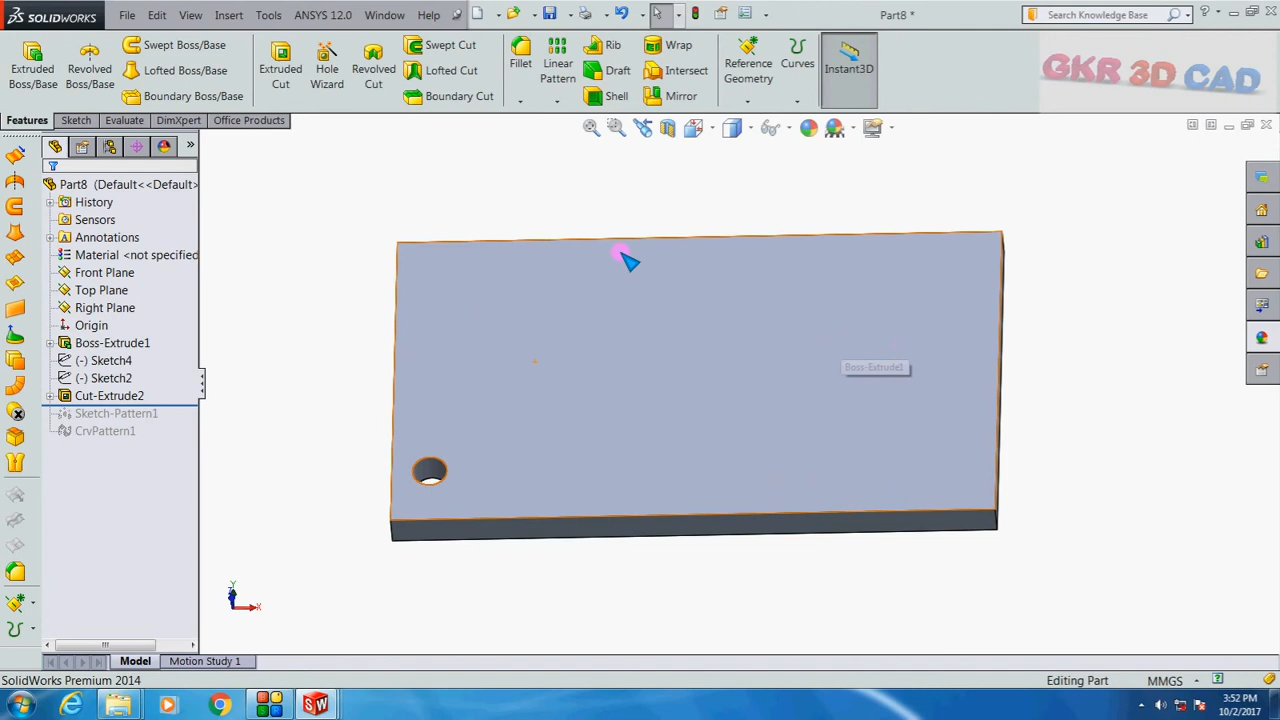 SOLIDWORKS File Edit View Insert Tools ANSYS 12.0 Window Help Part8 * Search Knowledge Base
Extruded Boss/Base
Revolved Boss/Base
Swept Boss/Base
Lofted Boss/Base
Boundary Boss/Base
Extruded Cut
Hole Wizard
Revolved Cut
Swept Cut
Lofted Cut
Boundary Cut
Fillet
Linear Pattern
Rib
Draft
Shell
Wrap
Intersect
Mirror
Reference Geometry
Curves
Instant3D
GKR 3D CAD
Features Sketch Evaluate DimXpert Office Products
Part8 (Default<<Default>
History
Sensors
Annotations
Material <not specified
Front Plane
Top Plane
Right Plane
Origin
Boss-Extrude1
(-) Sketch4
(-) Sketch2
Cut-Extrude2
Sketch-Pattern1
CrvPattern1
Boss-Extrude1
Y
X
Model Motion Study 1
SolidWorks Premium 2014 Editing Part MMGS
3:52 PM
10/2/2017